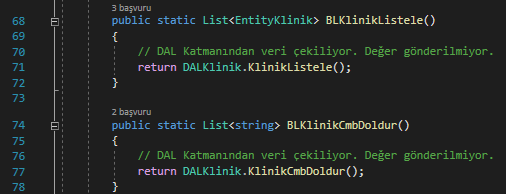 3 başvuru
68 public static List<EntityKlinik> BLKlinikListele()
69 {
70 // DAL Katmanından veri çekiliyor. Değer gönderilmiyor.
71 return DALKlinik.KlinikListele();
72 }
73
2 başvuru
74 public static List<string> BLKlinikCmbDoldur()
75 {
76 // DAL Katmanından veri çekiliyor. Değer gönderilmiyor.
77 return DALKlinik.KlinikCmbDoldur();
78 }